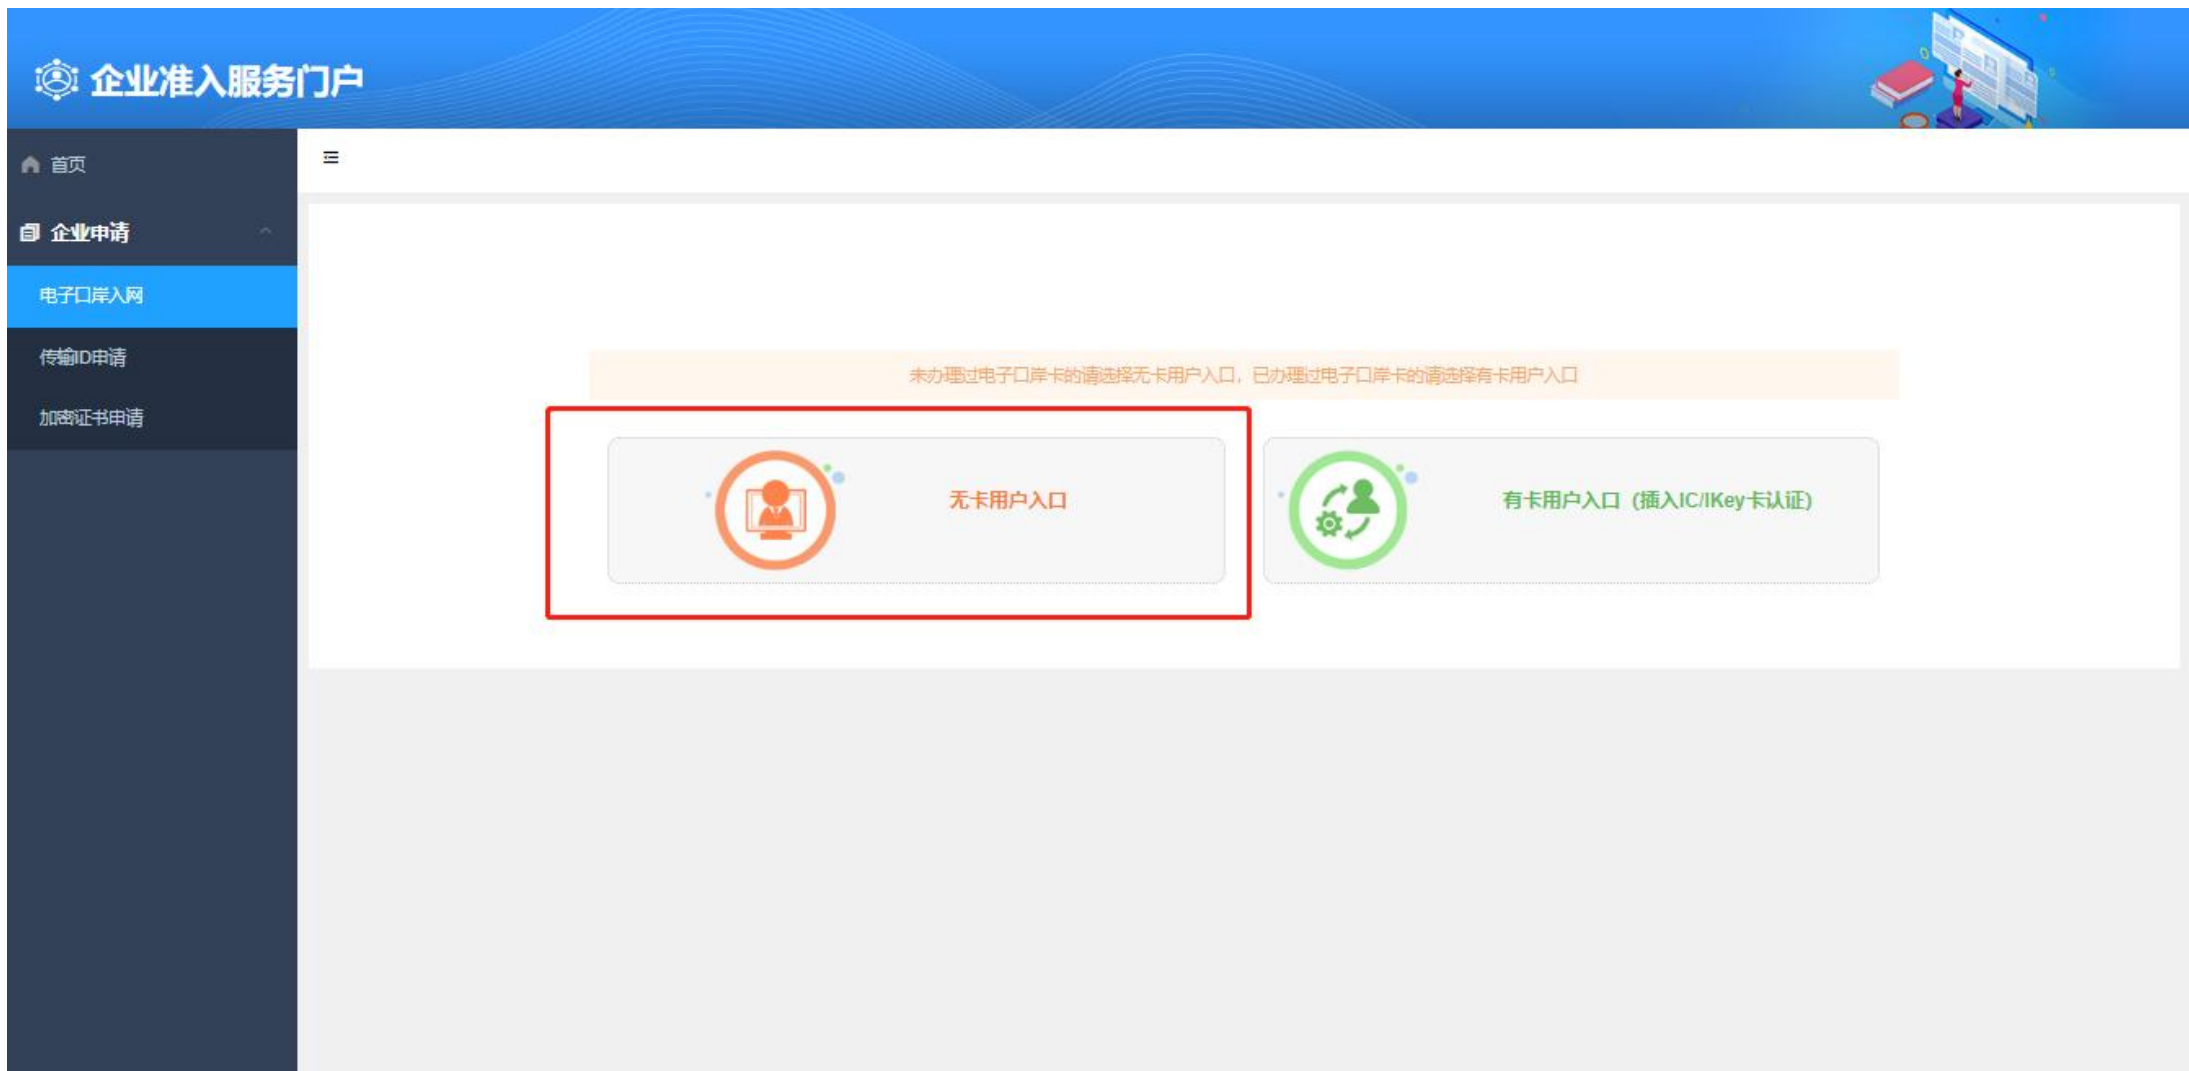 企业准入服务门户
首页
企业申请
电子口岸入网
传输ID申请
加密证书申请
未办理过电子口岸卡的请选择无卡用户入口，已办理过电子口岸卡的请选择有卡用户入口
无卡用户入口
有卡用户入口（插入IC/IKey卡认证）